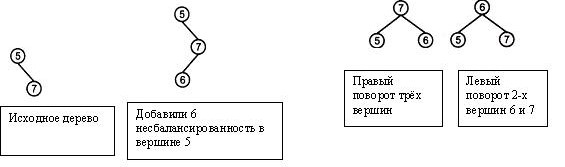 5
7
5
7
6
7
5
6
6
5
7
Исходное дерево
Добавили 6
несбалансированность в
вершине 5
Правый
поворот трёх
вершин
Левый
поворот 2-х
вершин 6 и 7